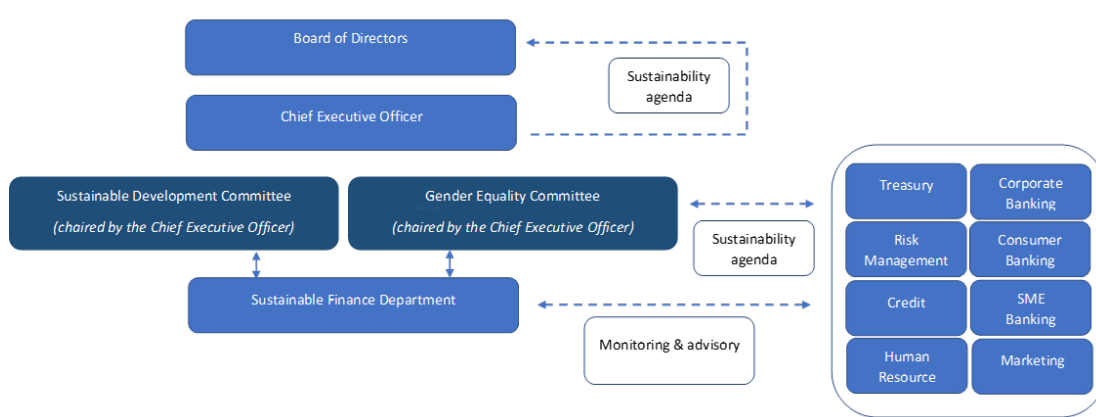 Board of Directors
Sustainability
agenda
Chief Executive Officer
Sustainable Development Committee
(chaired by the Chief Executive Officer)
Gender Equality Committee
(chaired by the Chief Executive Officer)
Sustainability
agenda
Sustainable Finance Department
Monitoring & advisory
Treasury
Corporate
Banking
Risk
Management
Consumer
Banking
Credit
SME
Banking
Human
Resource
Marketing